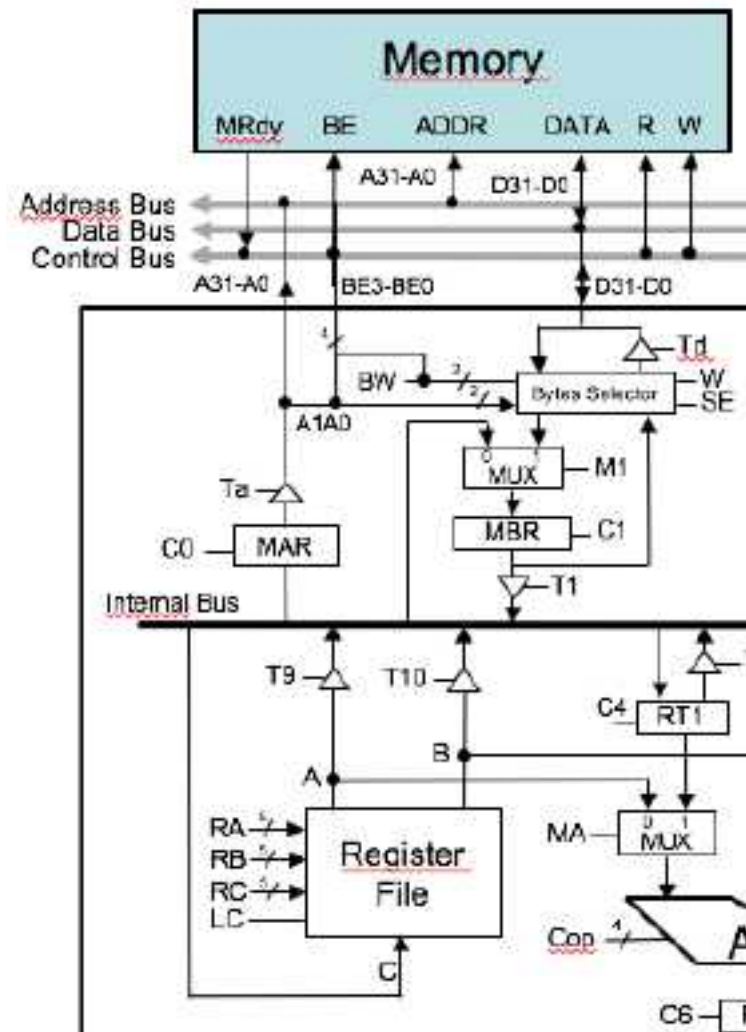 Memory
MRdy BE ADDR DATA R W
A31-A0 D31-D0
Address Bus
Data Bus
Control Bus
A31-A0 BE3-BE0 D31-D0
4
Td
BW 2 Bytes Selector W
2 SE
A1A0
0 1
Ta MUX M1
C0 MAR MBR C1
T1
Internal Bus
T9 T10
C4 RT1
B
A
RA 5 0 1
RB 5 Register MA MUX
RC 5 File
LC
Cop 4 A
C
C6